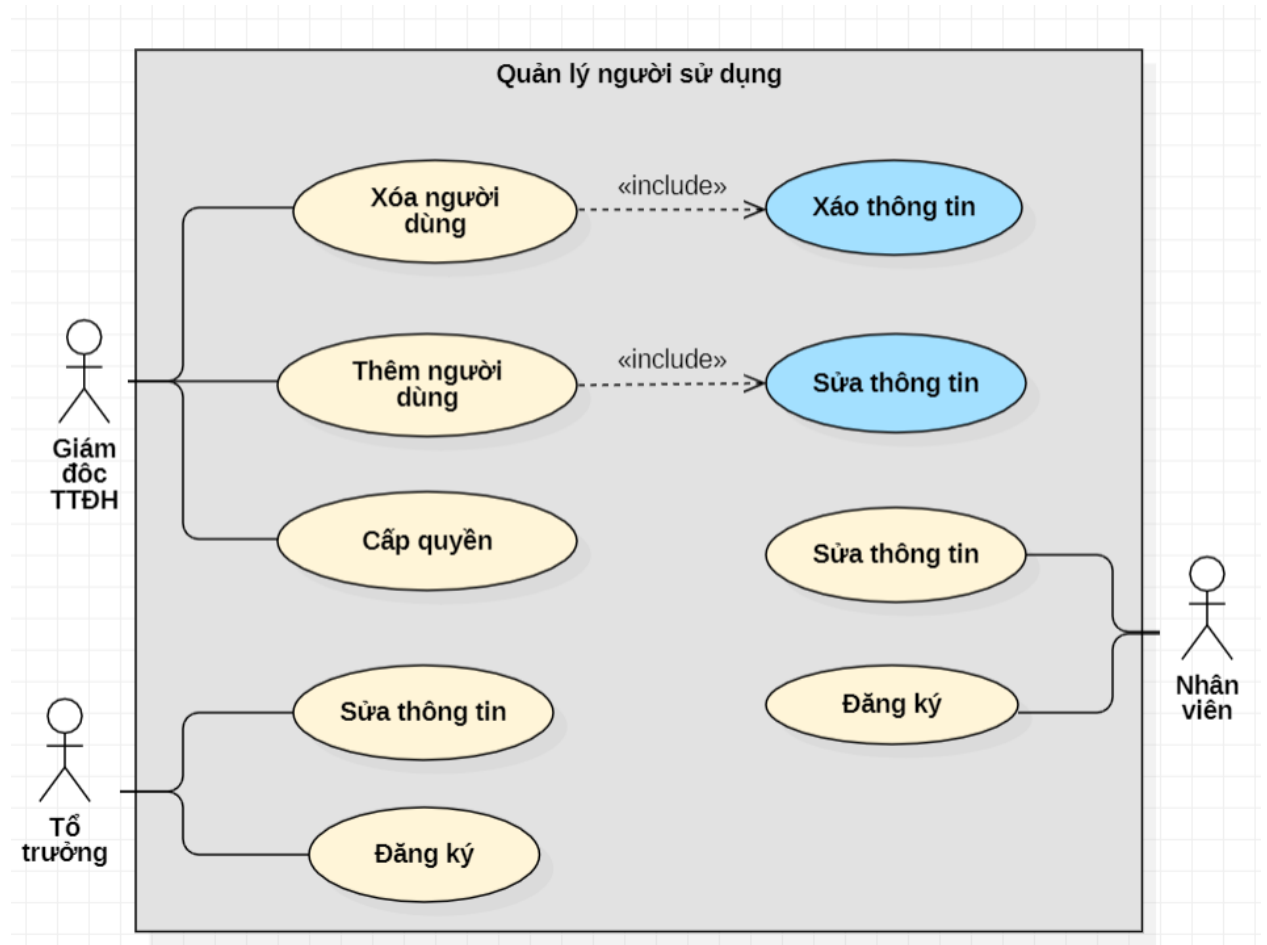 Quản lý người sử dụng
Xóa người
dùng
«include»
Xáo thông tin
Thêm người
dùng
«include»
Sửa thông tin
Giám
đôc
TTĐH
Cấp quyền
Sửa thông tin
Nhân
viên
Đăng ký
Sửa thông tin
Tổ
trưởng
Đăng ký